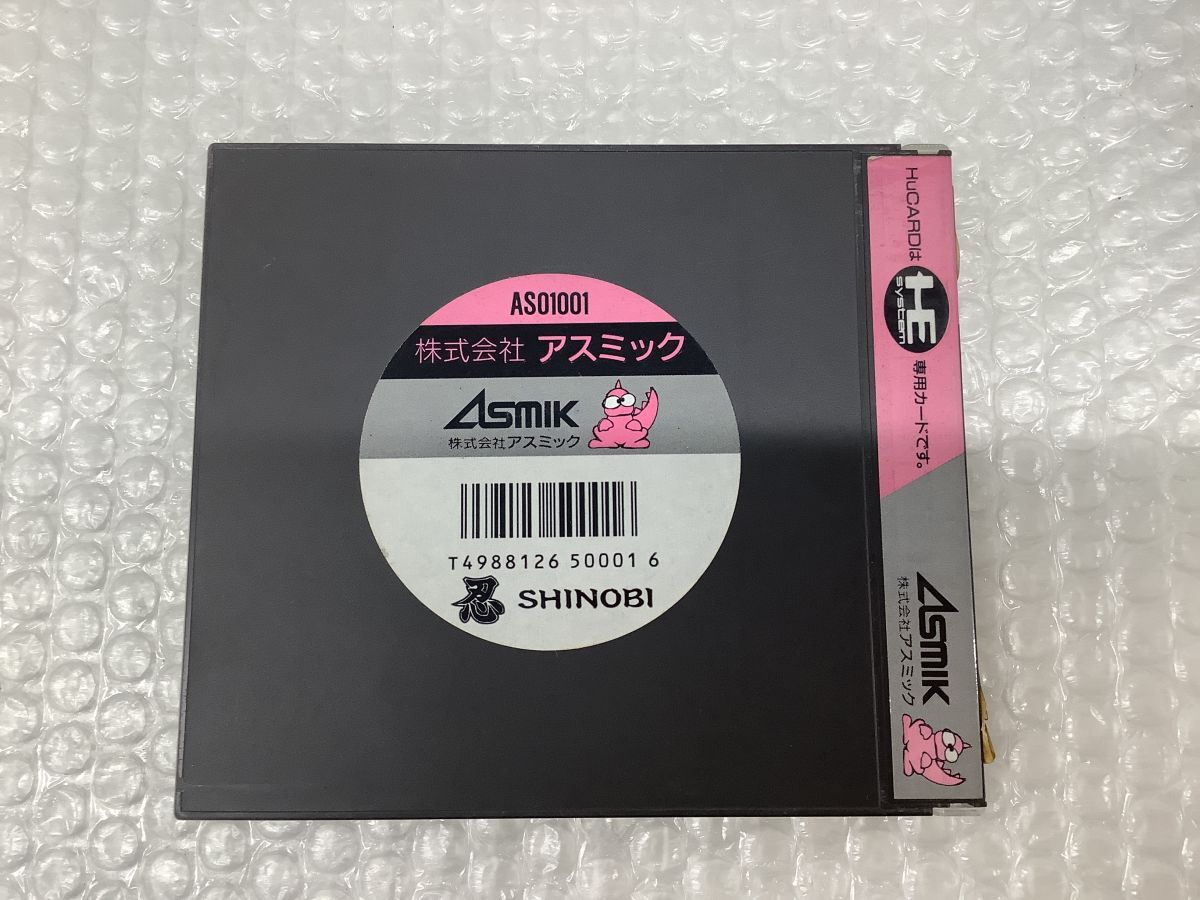 AS01001
株式会社 アスミック
ASMIK
株式会社アスミック
T4988126 50001 6
忍 SHINOBI
HuCARDは
HE
system
専用カードです。
ASMIK
株式会社アスミック